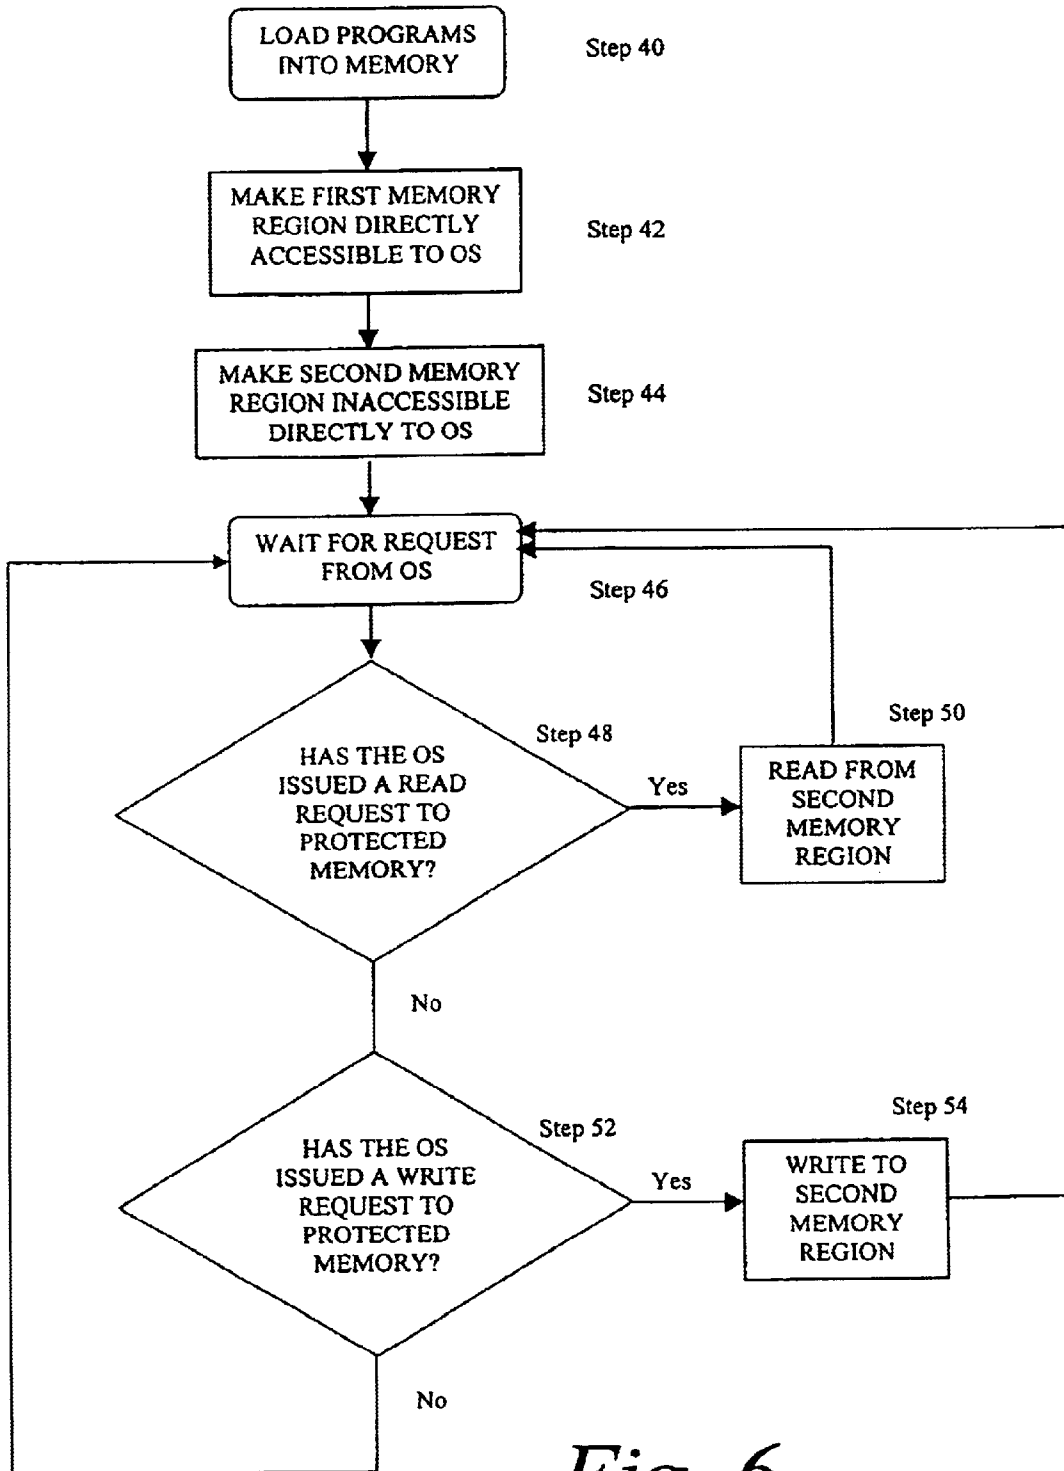 LOAD PROGRAMS
INTO MEMORY
Step 40
MAKE FIRST MEMORY
REGION DIRECTLY
ACCESSIBLE TO OS
Step 42
MAKE SECOND MEMORY
REGION INACCESSIBLE
DIRECTLY TO OS
Step 44
WAIT FOR REQUEST
FROM OS
Step 46
HAS THE OS
ISSUED A READ
REQUEST TO
PROTECTED
MEMORY?
Step 48
Yes
Step 50
READ FROM
SECOND
MEMORY
REGION
No
HAS THE OS
ISSUED A WRITE
REQUEST TO
PROTECTED
MEMORY?
Step 52
Yes
Step 54
WRITE TO
SECOND
MEMORY
REGION
No
Fig. 6